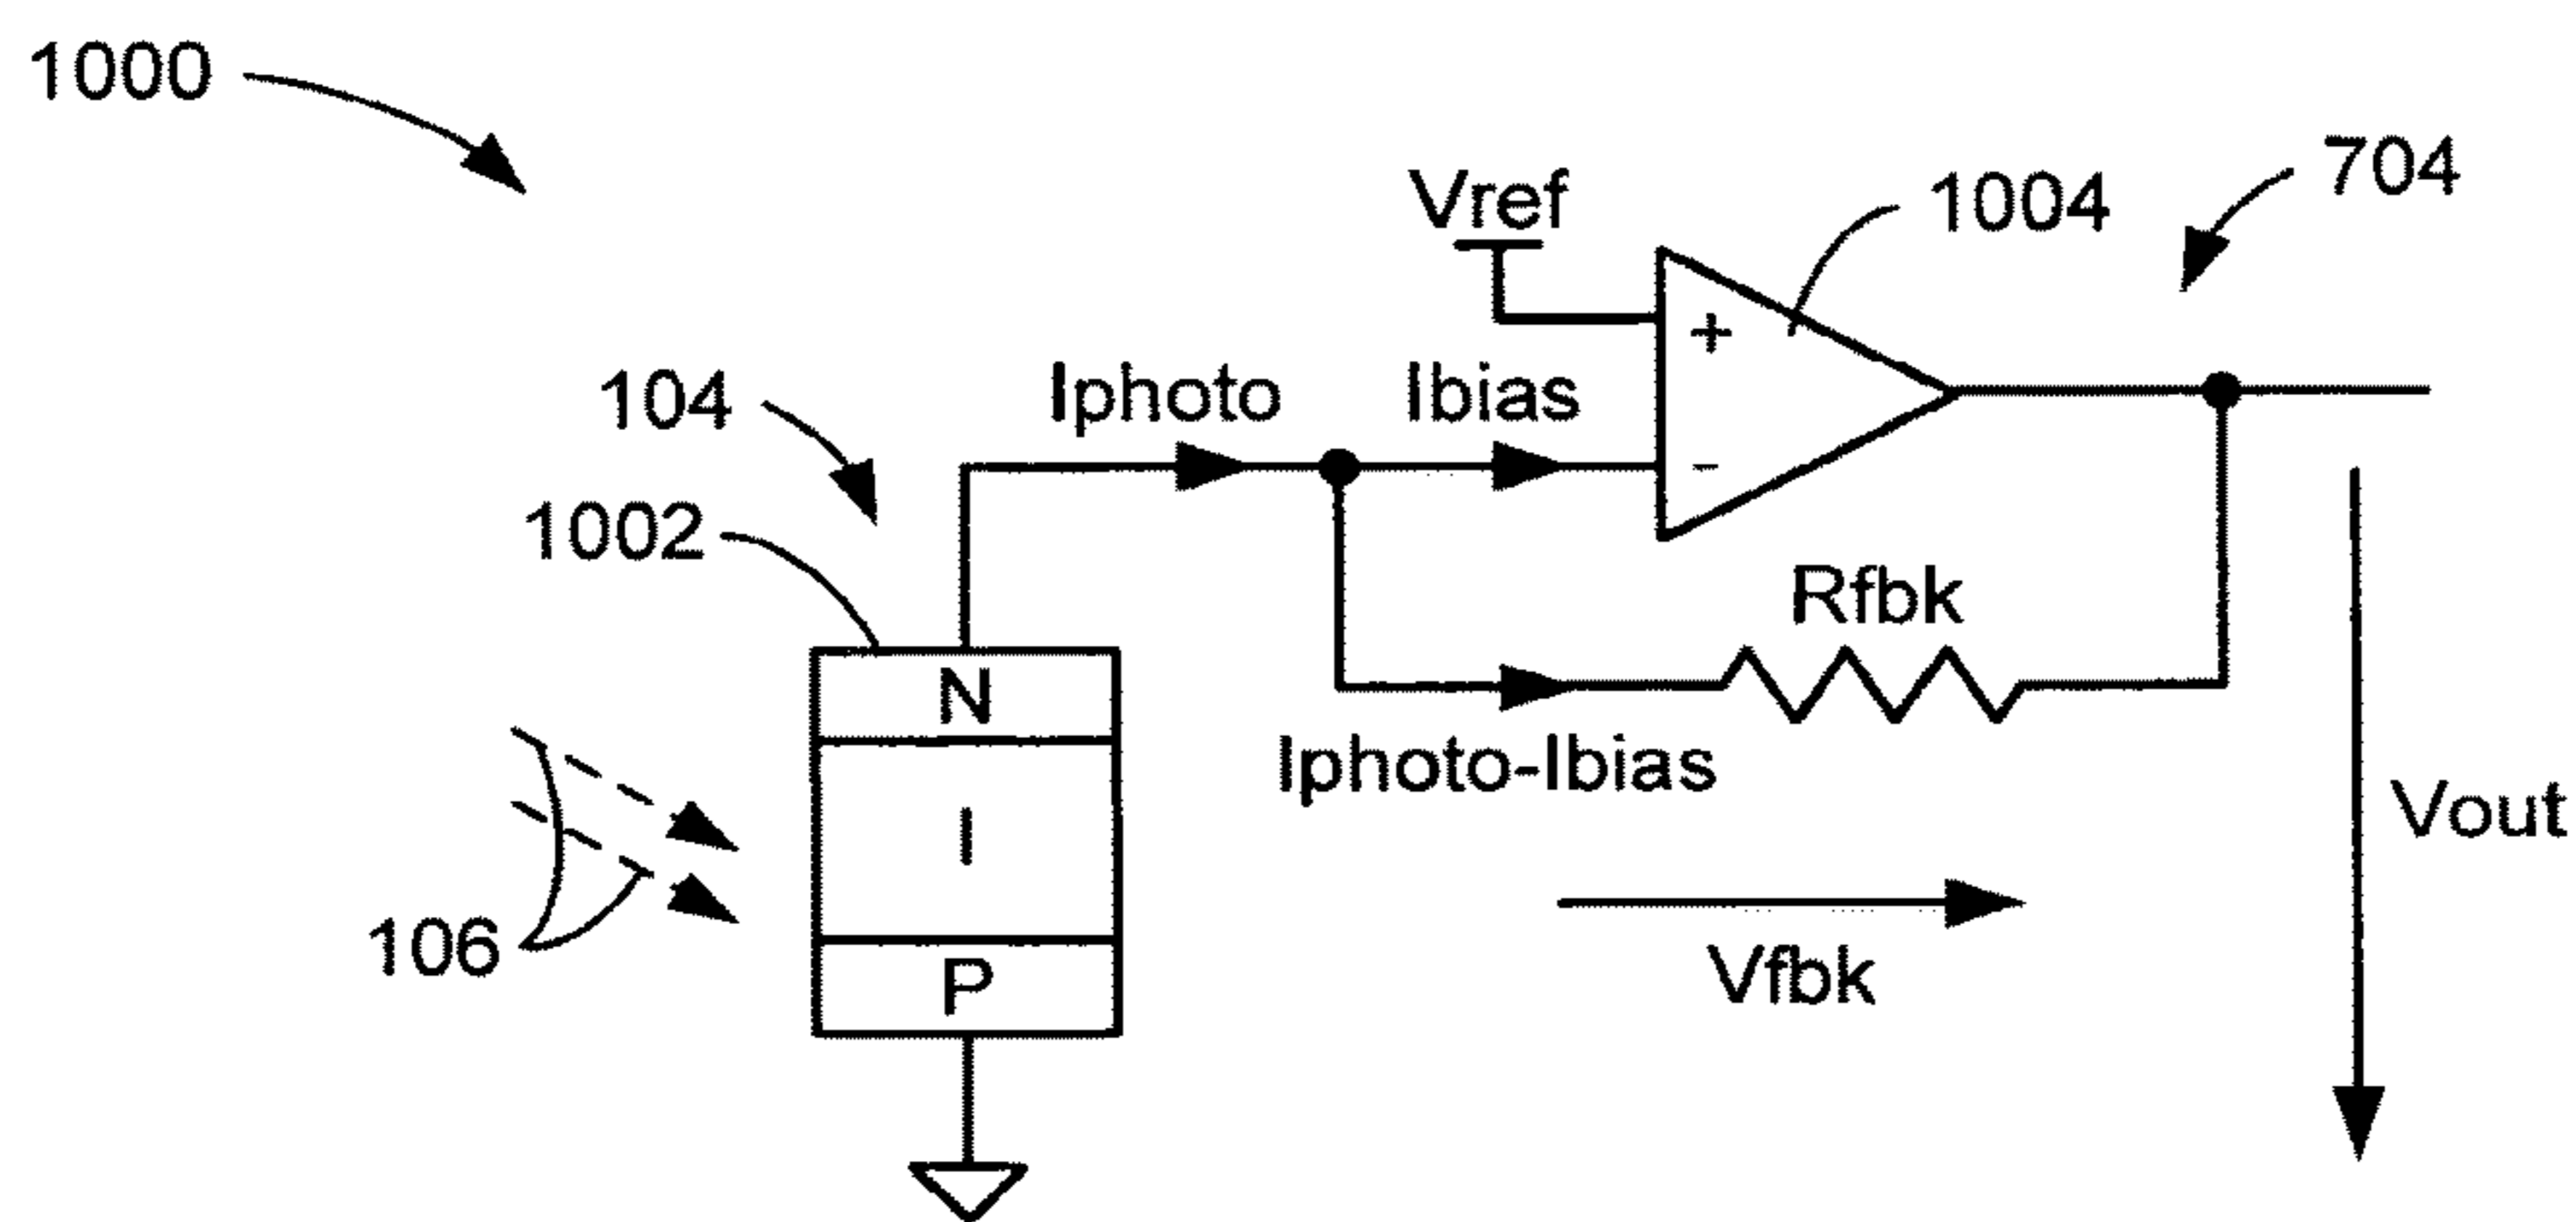 1000
704
Vref
1004
104
Iphoto
Ibias
1002
Rfbk
N
Iphoto-Ibias
I
Vout
106
P
Vfbk
+
-